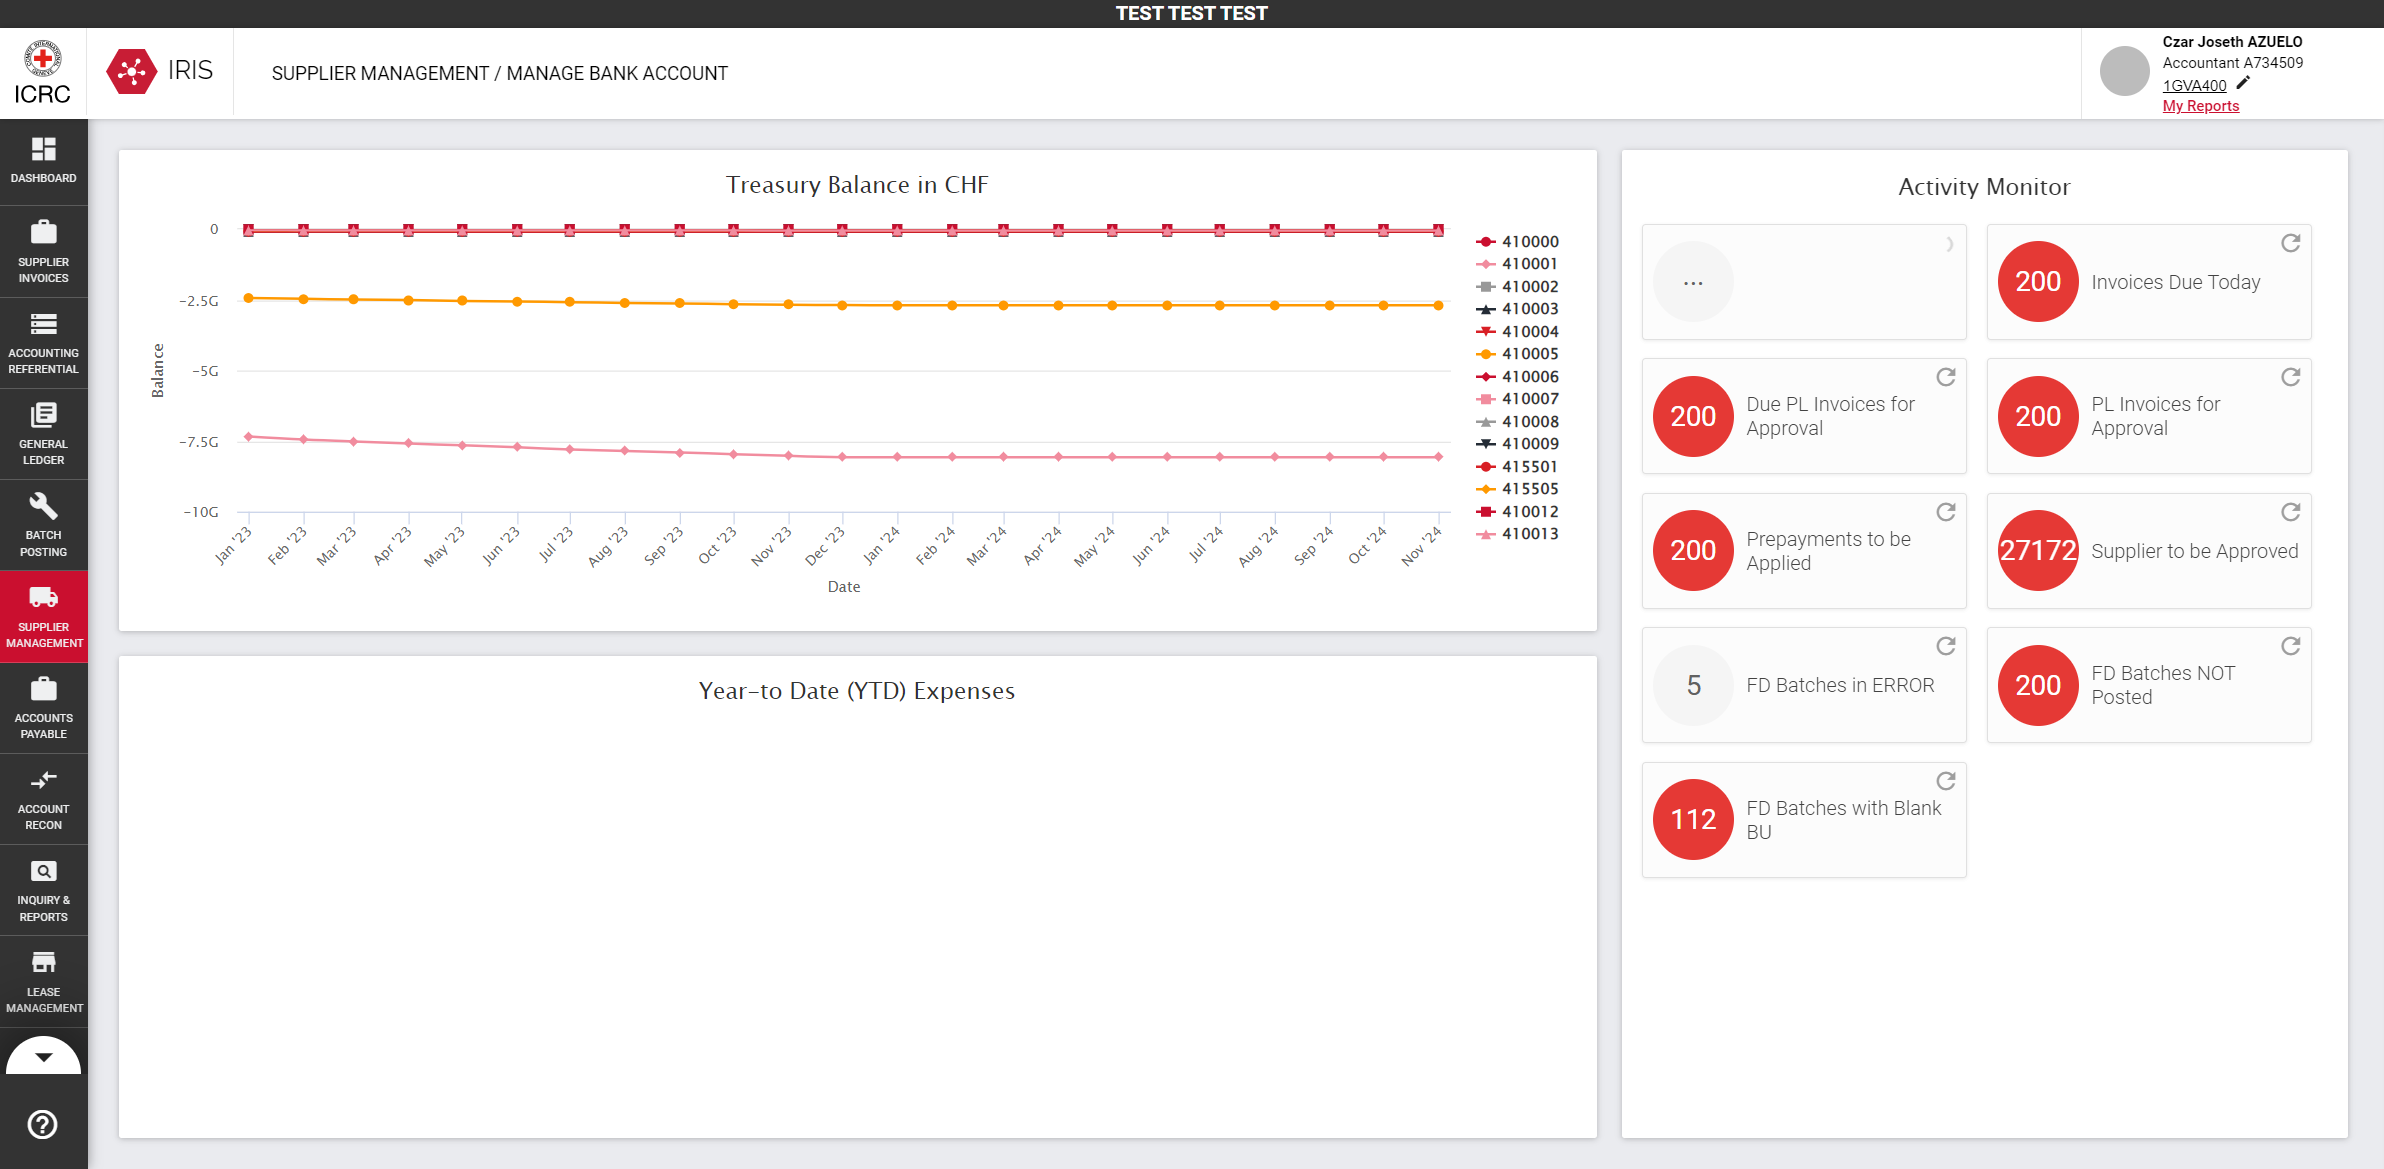 TEST TEST TEST
ICRC
IRIS
SUPPLIER MANAGEMENT / MANAGE BANK ACCOUNT
Czar Joseth AZUELO
Accountant A734509
1GVA400
My Reports
DASHBOARD
SUPPLIER
INVOICES
ACCOUNTING
REFERENTIAL
GENERAL
LEDGER
BATCH
POSTING
SUPPLIER
MANAGEMENT
ACCOUNTS
PAYABLE
ACCOUNT
RECON
INQUIRY &
REPORTS
LEASE
MANAGEMENT
Treasury Balance in CHF
Balance
0
−2.5G
−5G
−7.5G
−10G
Jan '23
Feb '23
Mar '23
Apr '23
May '23
Jun '23
Jul '23
Aug '23
Sep '23
Oct '23
Nov '23
Dec '23
Jan '24
Feb '24
Mar '24
Apr '24
May '24
Jun '24
Jul '24
Aug '24
Sep '24
Oct '24
Nov '24
Date
410000
410001
410002
410003
410004
410005
410006
410007
410008
410009
415501
415505
410012
410013
Year-to Date (YTD) Expenses
Activity Monitor
...
200
Invoices Due Today
200
Due PL Invoices for
Approval
200
PL Invoices for
Approval
200
Prepayments to be
Applied
27172
Supplier to be Approved
5
FD Batches in ERROR
200
FD Batches NOT
Posted
112
FD Batches with Blank
BU